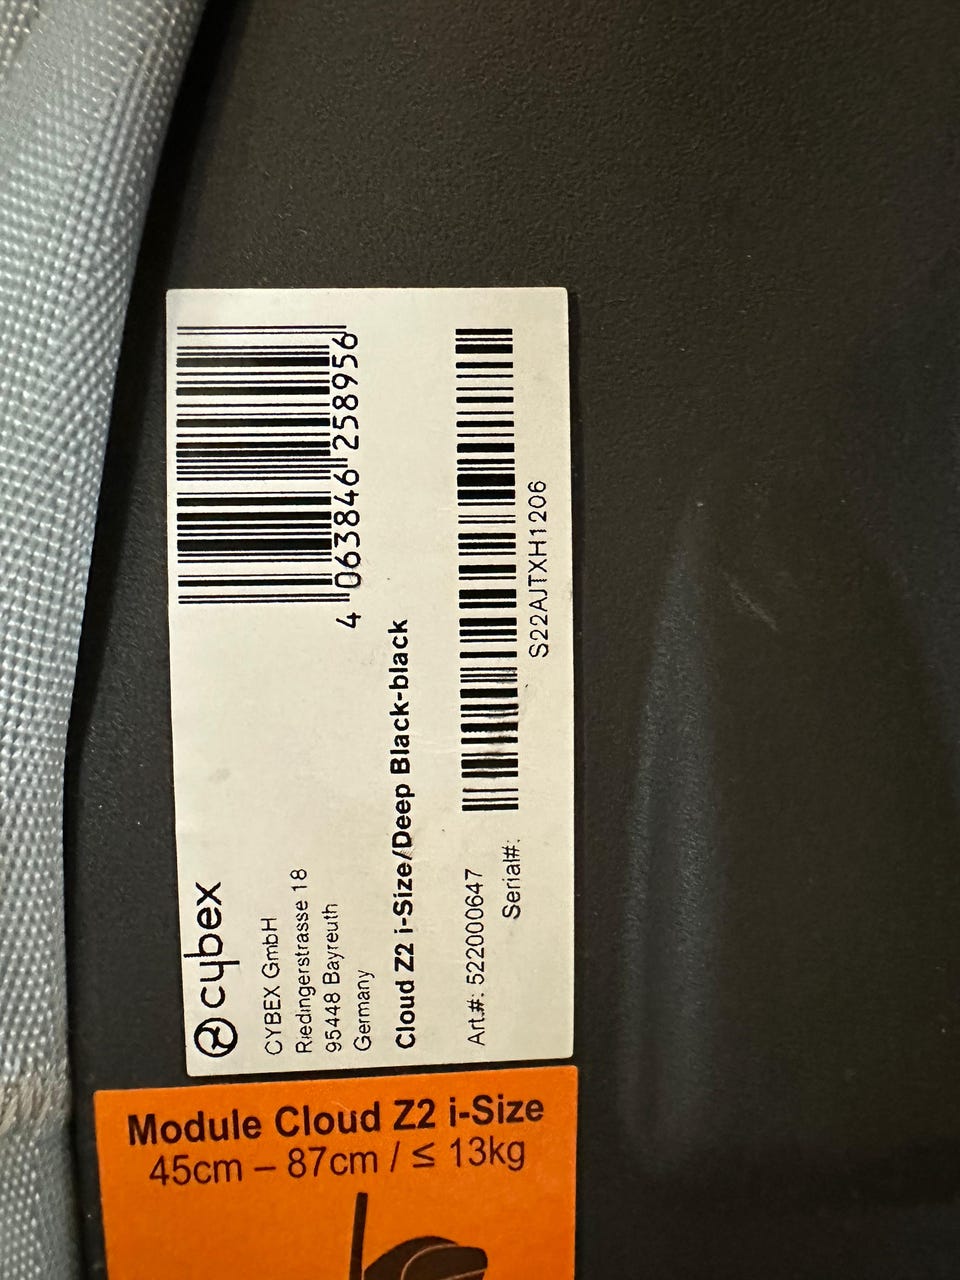 cybex
CYBEX GmbH
Riedingerstrasse 18
95448 Bayreuth
Germany
4 063846 258956
Cloud Z2 i-Size/Deep Black-black
Art.#: 522000647
Serial#:
S22AJTXH1206
Module Cloud Z2 i-Size
45cm – 87cm / ≤ 13kg